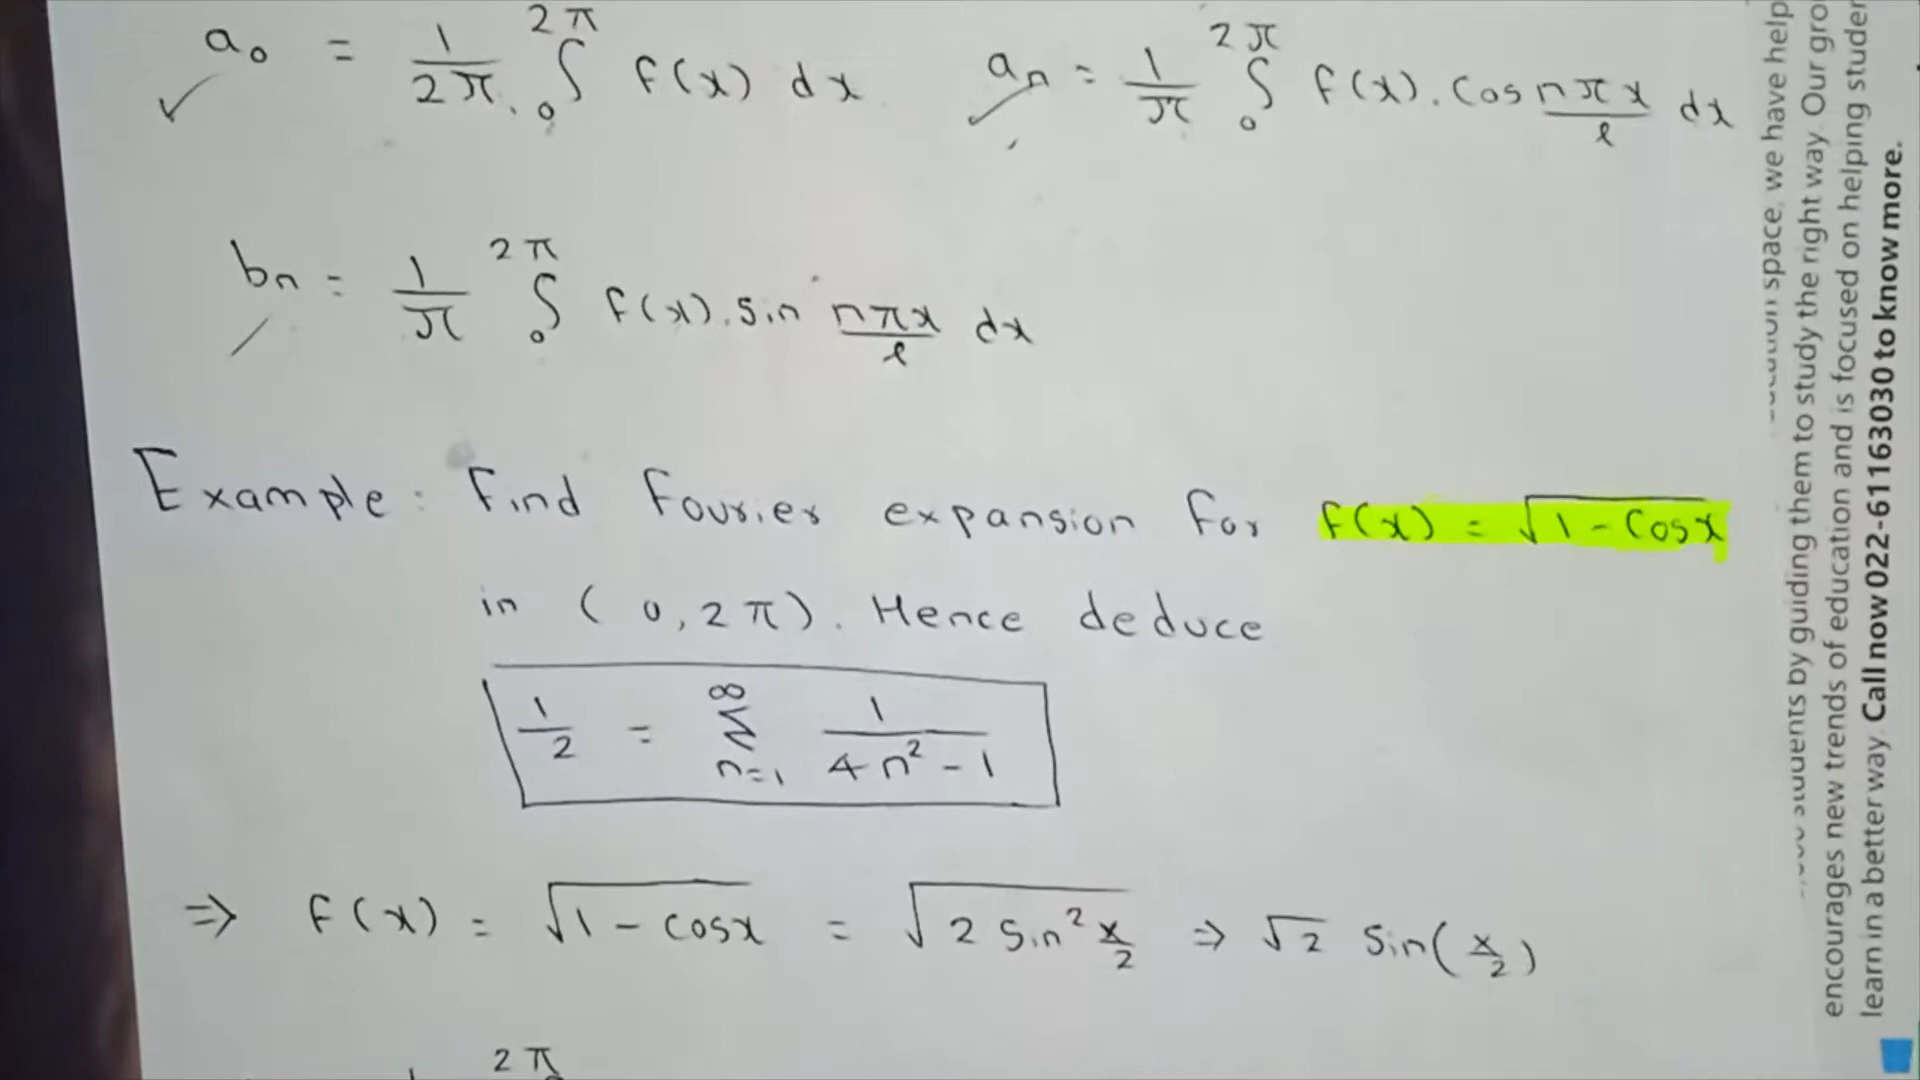 a₀ = 1/2π ∫₀^2π f(x) dx    aₙ = 1/π ∫₀^2π f(x). cos nπx/l dx
bₙ = 1/π ∫₀^2π f(x). sin nπx/l dx
Example: Find Fourier expansion for f(x) = √1-cosx
in (0, 2π). Hence deduce
1/2 = ∞Σn=1 1/4n²-1
⇒ f(x) = √1-cosx = √2 sin² x/2 ⇒ √2 sin(x/2)
2π
space, we have help
students by guiding them to study the right way. Our gro
encourages new trends of education and is focused on helping studen
learn in a better way. Call now 022-61163030 to know more.